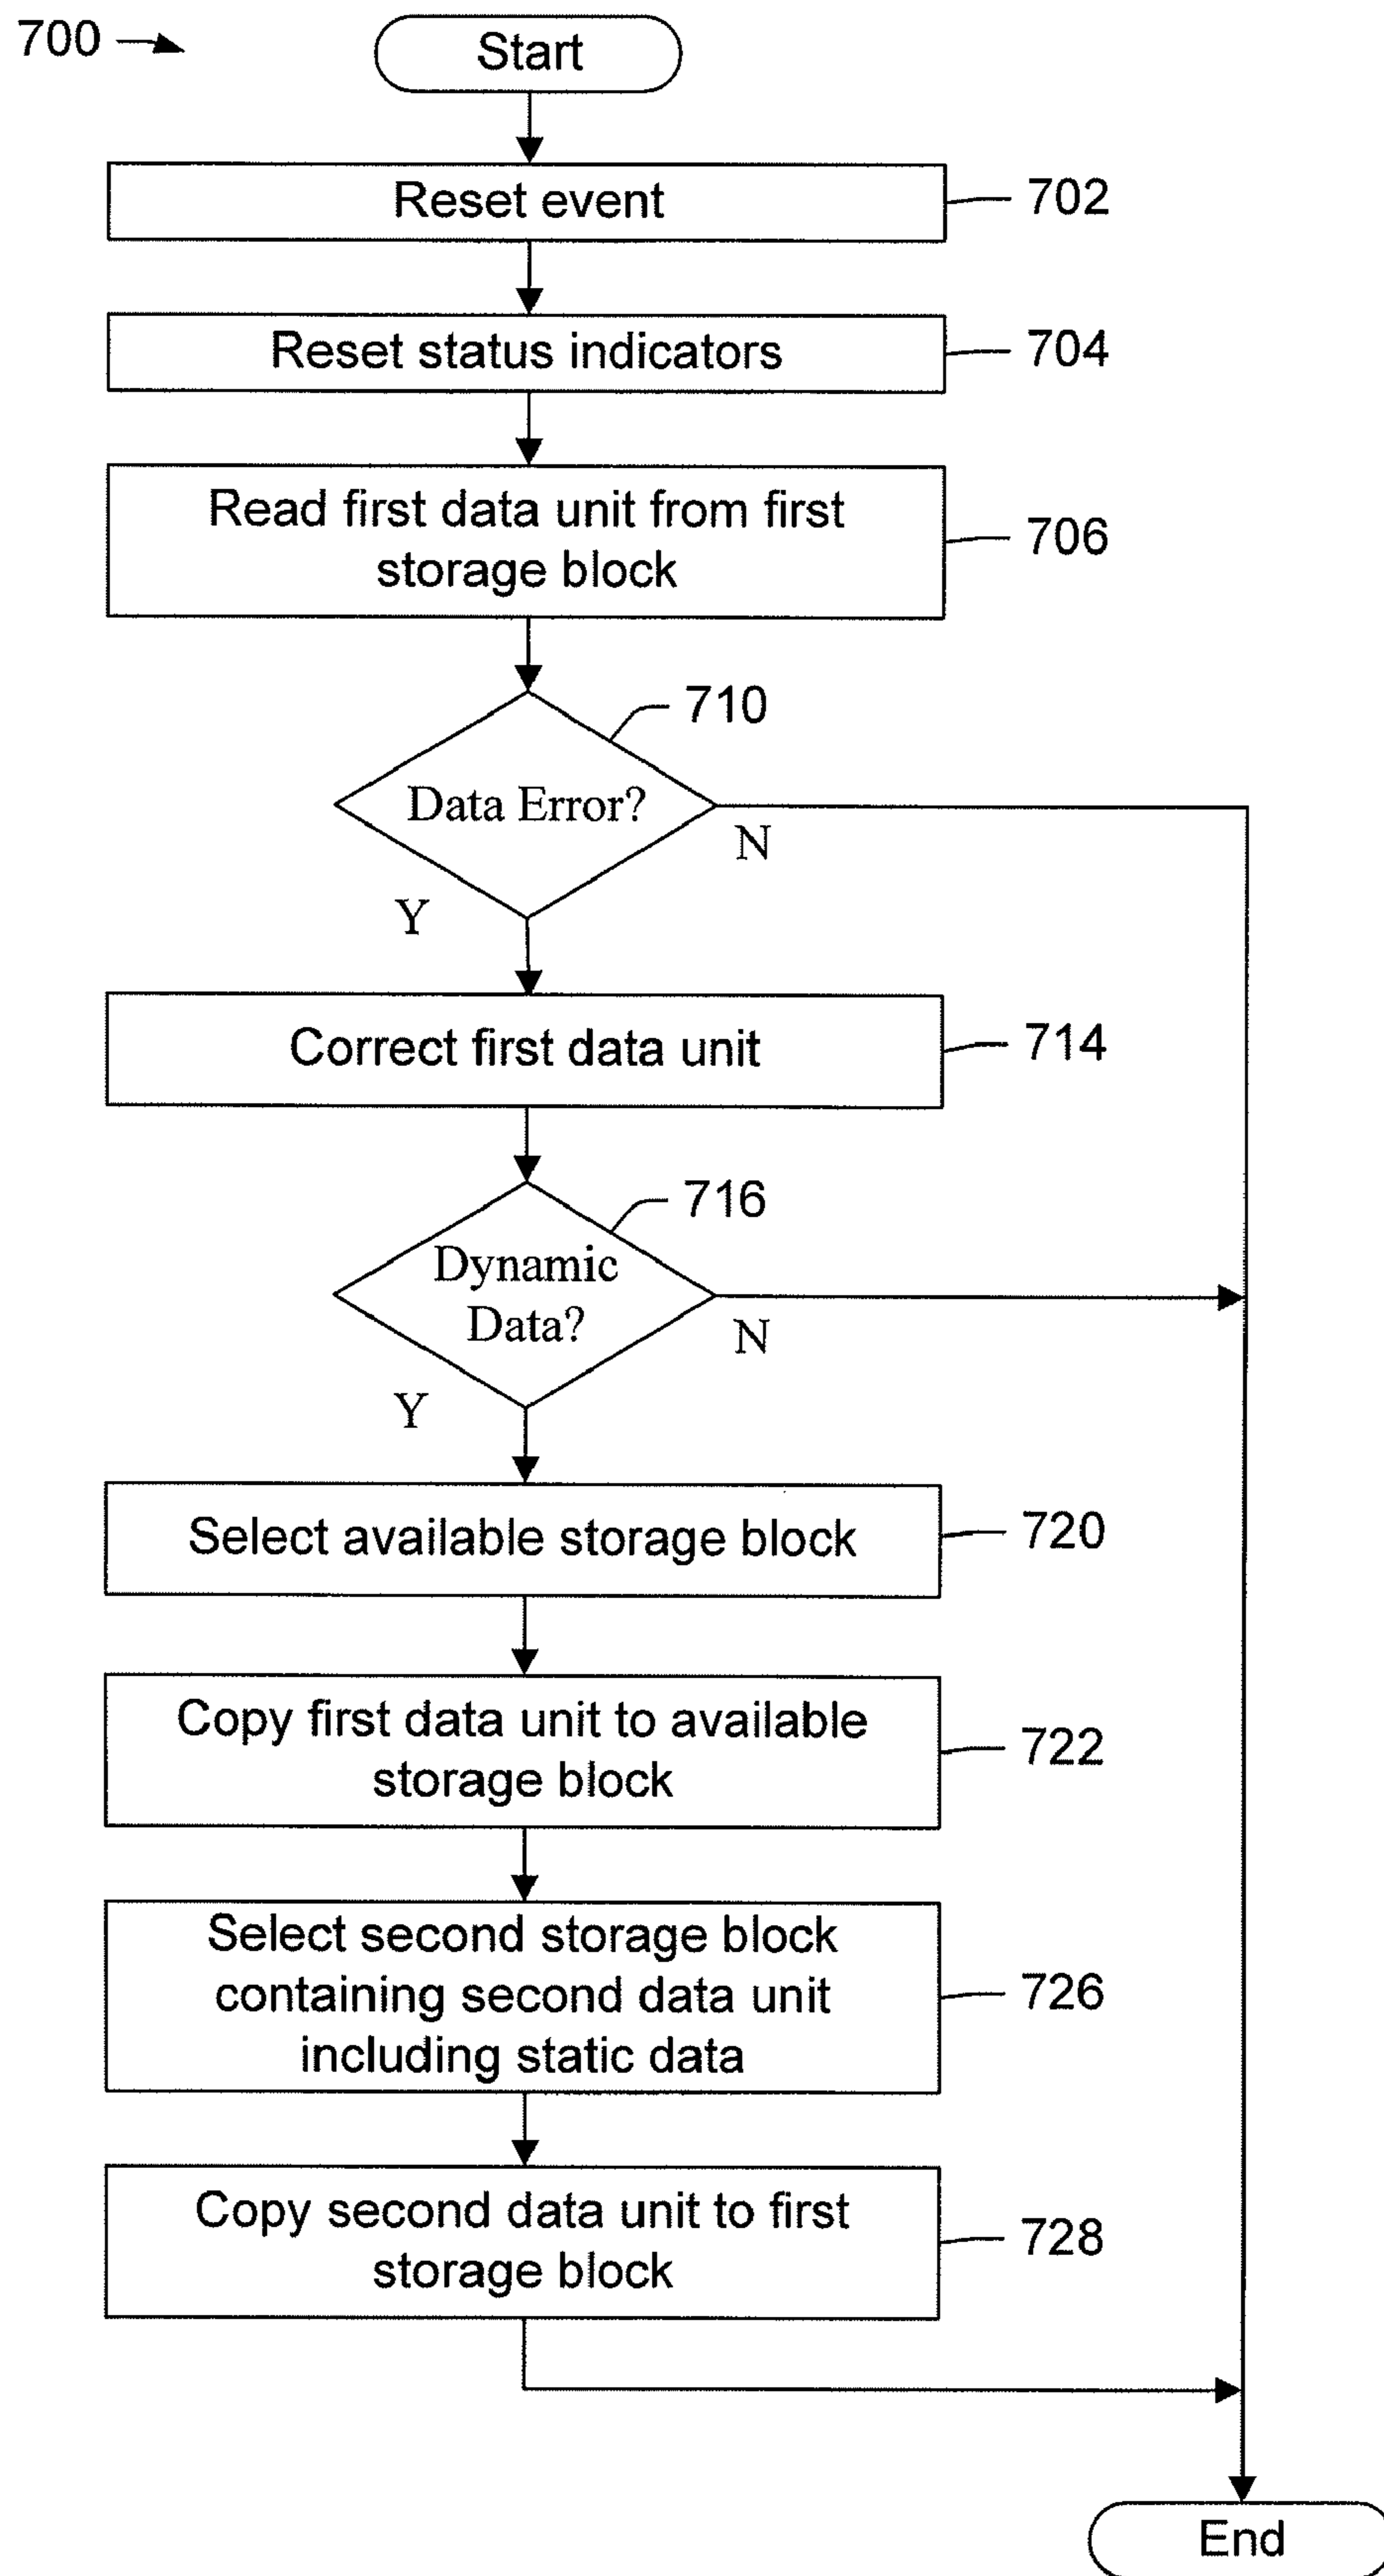 700
Start
Reset event
702
Reset status indicators
704
Read first data unit from first
storage block
706
710
Data Error?
N
Y
Correct first data unit
714
716
Dynamic
Data?
N
Y
Select available storage block
720
Copy first data unit to available
storage block
722
Select second storage block
containing second data unit
including static data
726
Copy second data unit to first
storage block
728
End